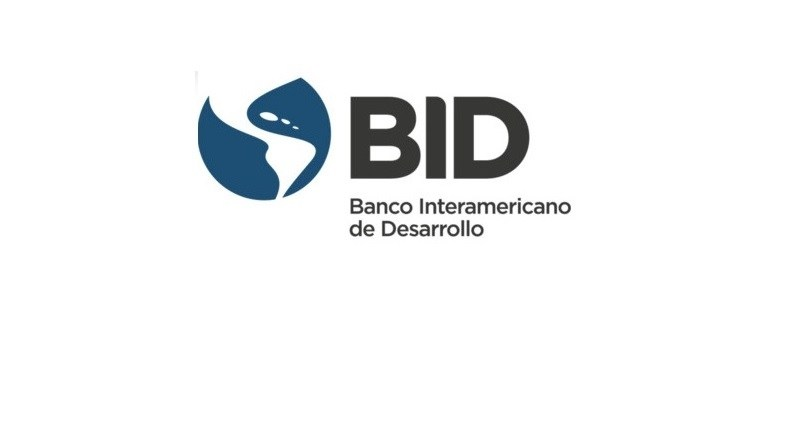 BID
Banco Interamericano
de Desarrollo